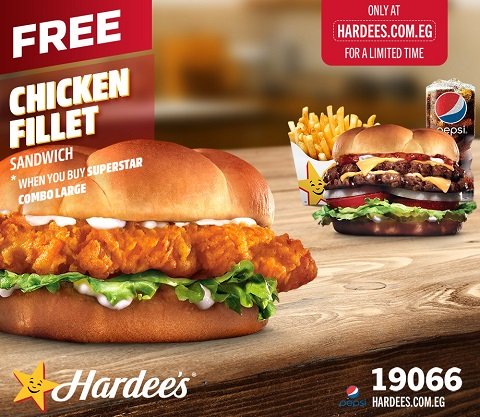 FREE
CHICKEN
FILLET
SANDWICH
* WHEN YOU BUY SUPERSTAR
COMBO LARGE
ONLY AT
HARDEES.COM.EG
FOR A LIMITED TIME
pepsi
Hardee's
pepsi
19066
HARDEES.COM.EG